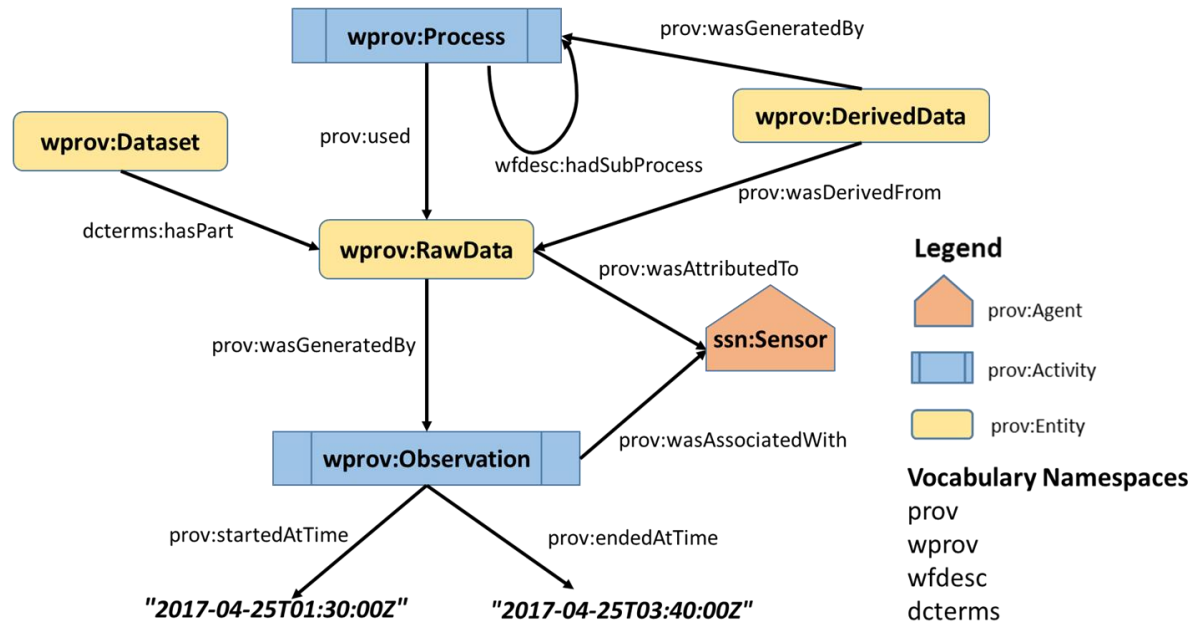 wprov:Process
prov:wasGeneratedBy
wprov:Dataset
prov:used
wprov:DerivedData
wfdesc:hadSubProcess
prov:wasDerivedFrom
dcterms:hasPart
wprov:RawData
Legend
prov:wasAttributedTo
prov:Agent
ssn:Sensor
prov:wasGeneratedBy
prov:Activity
prov:Entity
prov:wasAssociatedWith
wprov:Observation
Vocabulary Namespaces
prov
wprov
wfdesc
dcterms
prov:startedAtTime
prov:endedAtTime
"2017-04-25T01:30:00Z"
"2017-04-25T03:40:00Z"